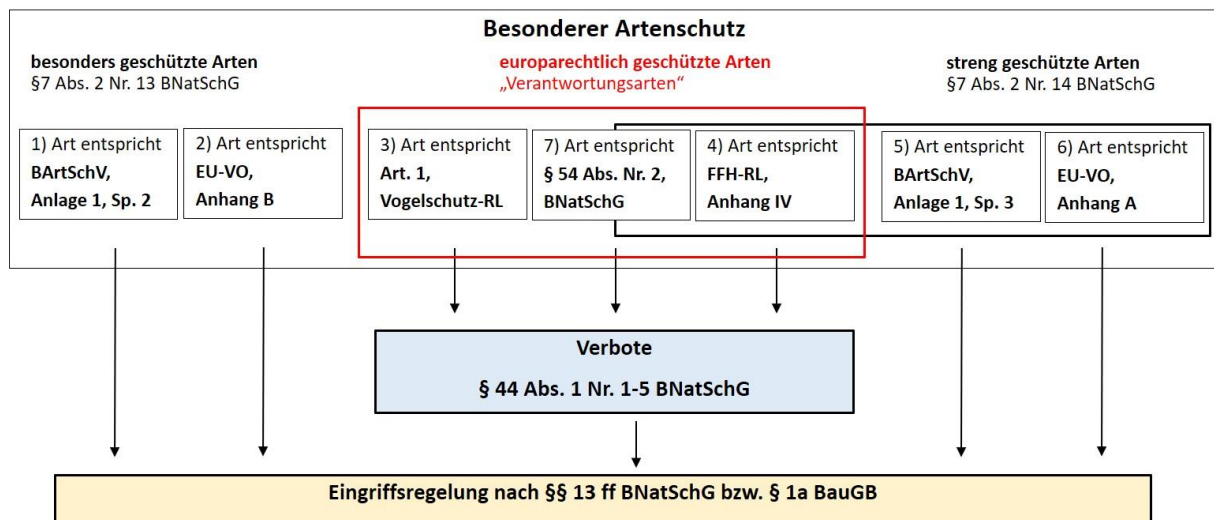 Besonderer Artenschutz
besonders geschützte Arten
§7 Abs. 2 Nr. 13 BNatSchG
europarechtlich geschützte Arten
„Verantwortungsarten“
streng geschützte Arten
§7 Abs. 2 Nr. 14 BNatSchG
1) Art entspricht
BArtSchV,
Anlage 1, Sp. 2
2) Art entspricht
EU-VO,
Anhang B
3) Art entspricht
Art. 1,
Vogelschutz-RL
7) Art entspricht
§ 54 Abs. Nr. 2,
BNatSchG
4) Art entspricht
FFH-RL,
Anhang IV
5) Art entspricht
BArtSchV,
Anlage 1, Sp. 3
6) Art entspricht
EU-VO,
Anhang A
Verbote
§ 44 Abs. 1 Nr. 1-5 BNatSchG
Eingriffsregelung nach §§ 13 ff BNatSchG bzw. § 1a BauGB